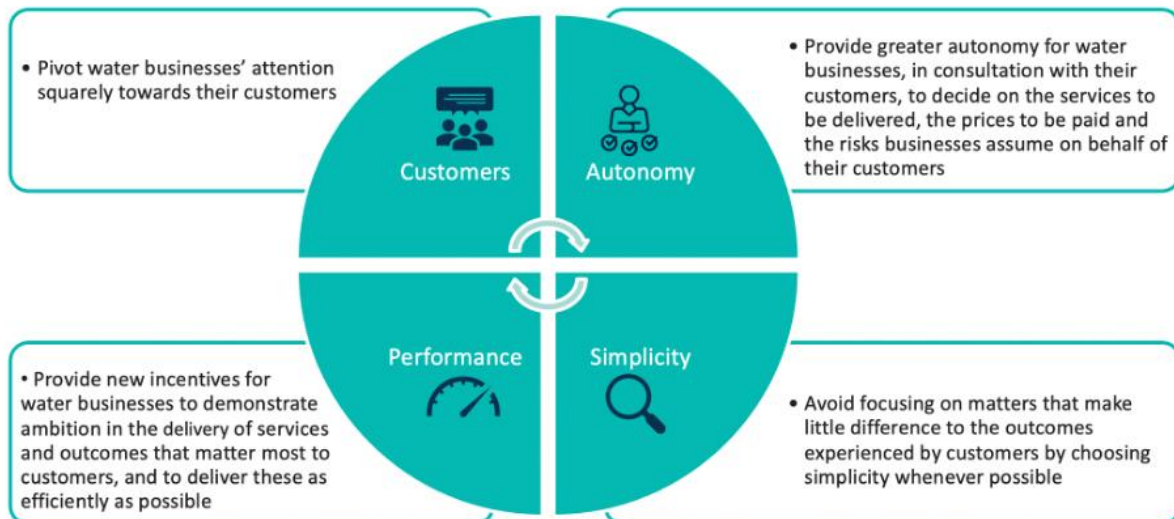 • Pivot water businesses’ attention
squarely towards their customers
Customers
Autonomy
• Provide greater autonomy for water
businesses, in consultation with their
customers, to decide on the services to
be delivered, the prices to be paid and
the risks businesses assume on behalf of
their customers
Performance
Simplicity
• Provide new incentives for
water businesses to demonstrate
ambition in the delivery of services
and outcomes that matter most to
customers, and to deliver these as
efficiently as possible
• Avoid focusing on matters that make
little difference to the outcomes
experienced by customers by choosing
simplicity whenever possible